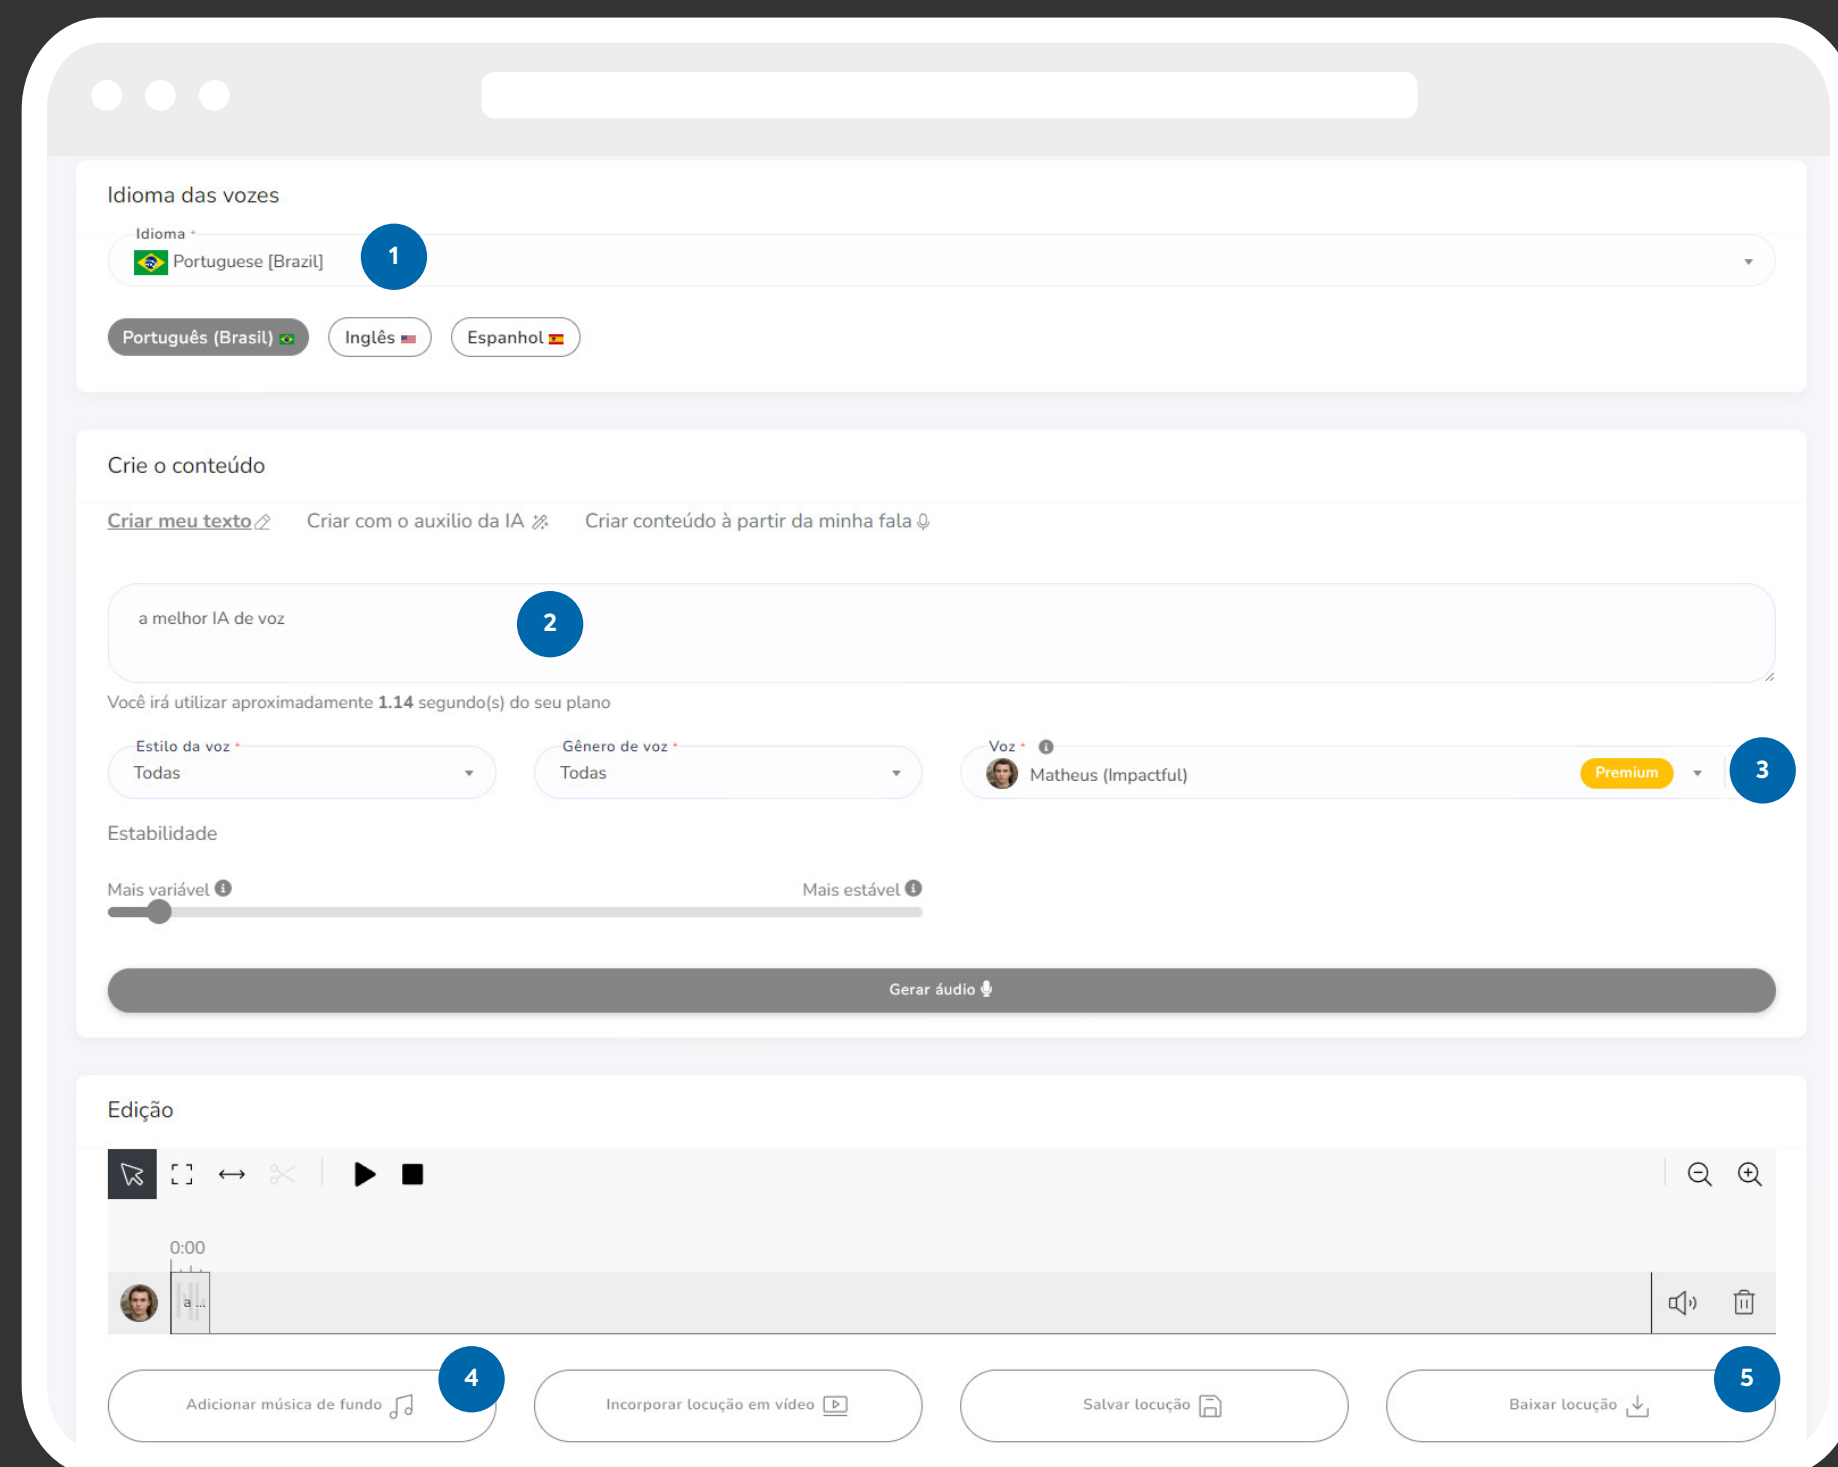 Idioma das vozes
Idioma *
Portuguese [Brazil]
1
Português (Brasil)
Inglês
Espanhol
Crie o conteúdo
Criar meu texto
Criar com o auxilio da IA
Criar conteúdo à partir da minha fala
a melhor IA de voz
2
Você irá utilizar aproximadamente 1.14 segundo(s) do seu plano
Estilo da voz *
Todas
Gênero de voz *
Todas
Voz *
Matheus (Impactful)
Premium
3
Estabilidade
Mais variável
Mais estável
Gerar áudio
Edição
0:00
a ...
4
5
Adicionar música de fundo
Incorporar locução em vídeo
Salvar locução
Baixar locução